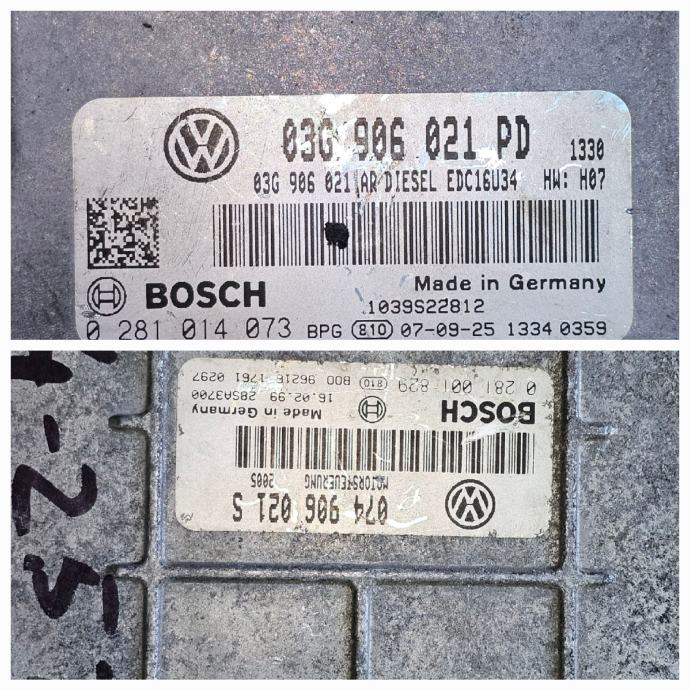 03G 906 021 PD 1330
03G 906 021 AR DIESEL EDC16U34 HW: H07
Made in Germany
BOSCH
1039S22812
0 281 014 073 BPG (810) 07-09-25 1334 0359
074 906 021 S
MOTORSTEUERUNG
2005
Made in Germany
BOSCH
16.02.99 28SA3700
0 281 001 829 (810) B00 96216 1761 0297